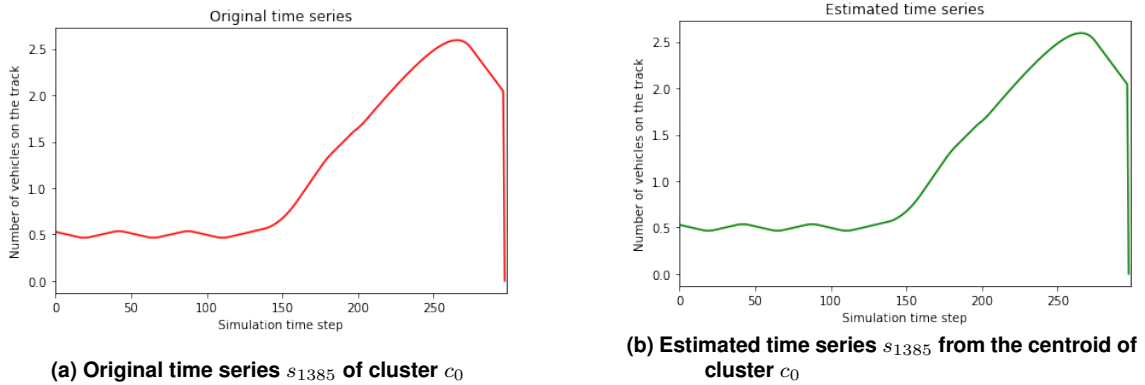 Original time series
Number of vehicles on the track
2.5
2.0
1.5
1.0
0.5
0.0
0 50 100 150 200 250
Simulation time step
(a) Original time series s1385 of cluster c0
Estimated time series
Number of vehicles on the track
2.5
2.0
1.5
1.0
0.5
0.0
0 50 100 150 200 250
Simulation time step
(b) Estimated time series s1385 from the centroid of
cluster c0